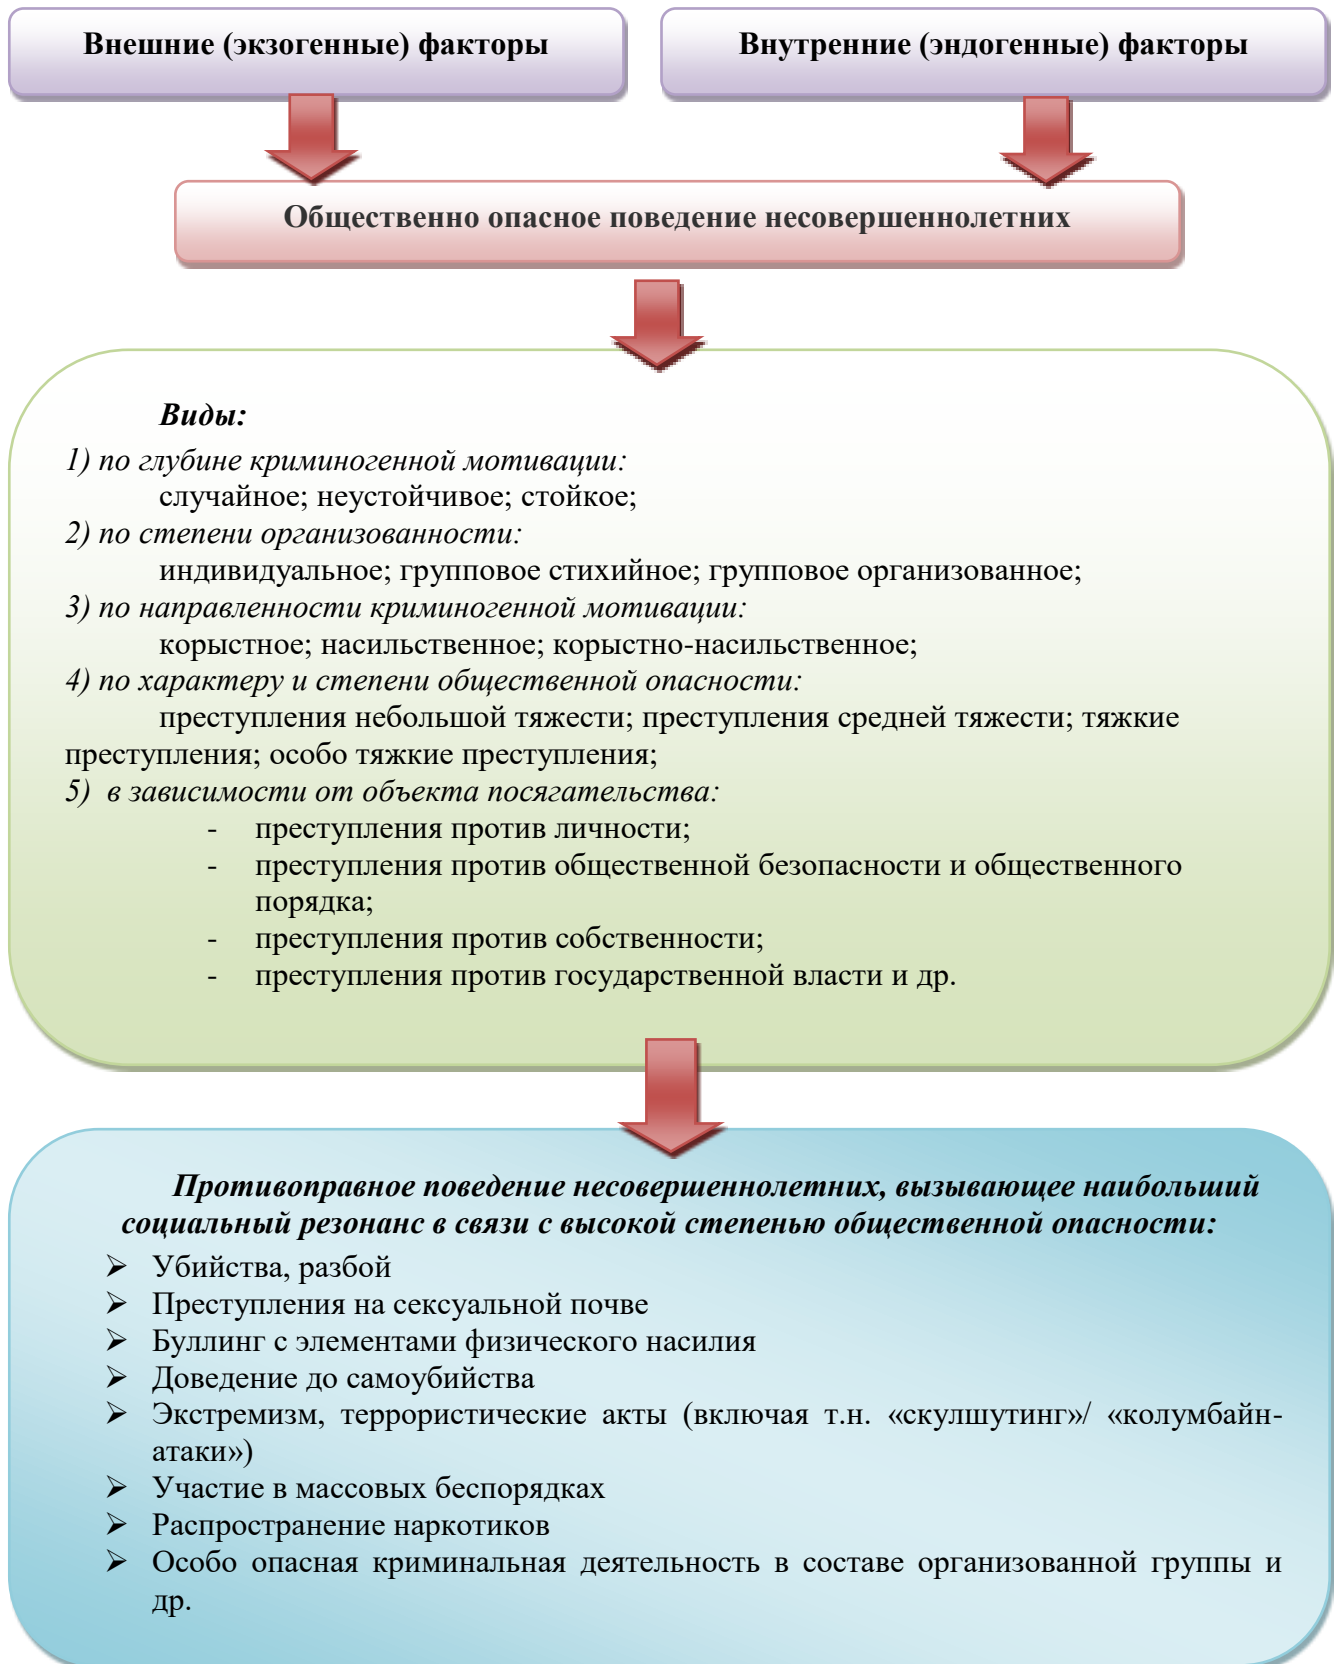 Внешние (экзогенные) факторы
Внутренние (эндогенные) факторы
Общественно опасное поведение несовершеннолетних
Виды:
1) по глубине криминогенной мотивации:
случайное; неустойчивое; стойкое;
2) по степени организованности:
индивидуальное; групповое стихийное; групповое организованное;
3) по направленности криминогенной мотивации:
корыстное; насильственное; корыстно-насильственное;
4) по характеру и степени общественной опасности:
преступления небольшой тяжести; преступления средней тяжести; тяжкие
преступления; особо тяжкие преступления;
5) в зависимости от объекта посягательства:
- преступления против личности;
- преступления против общественной безопасности и общественного
порядка;
- преступления против собственности;
- преступления против государственной власти и др.
Противоправное поведение несовершеннолетних, вызывающее наибольший
социальный резонанс в связи с высокой степенью общественной опасности:
➢ Убийства, разбой
➢ Преступления на сексуальной почве
➢ Буллинг с элементами физического насилия
➢ Доведение до самоубийства
➢ Экстремизм, террористические акты (включая т.н. «скулшутинг»/ «колумбайн-
атаки»)
➢ Участие в массовых беспорядках
➢ Распространение наркотиков
➢ Особо опасная криминальная деятельность в составе организованной группы и
др.